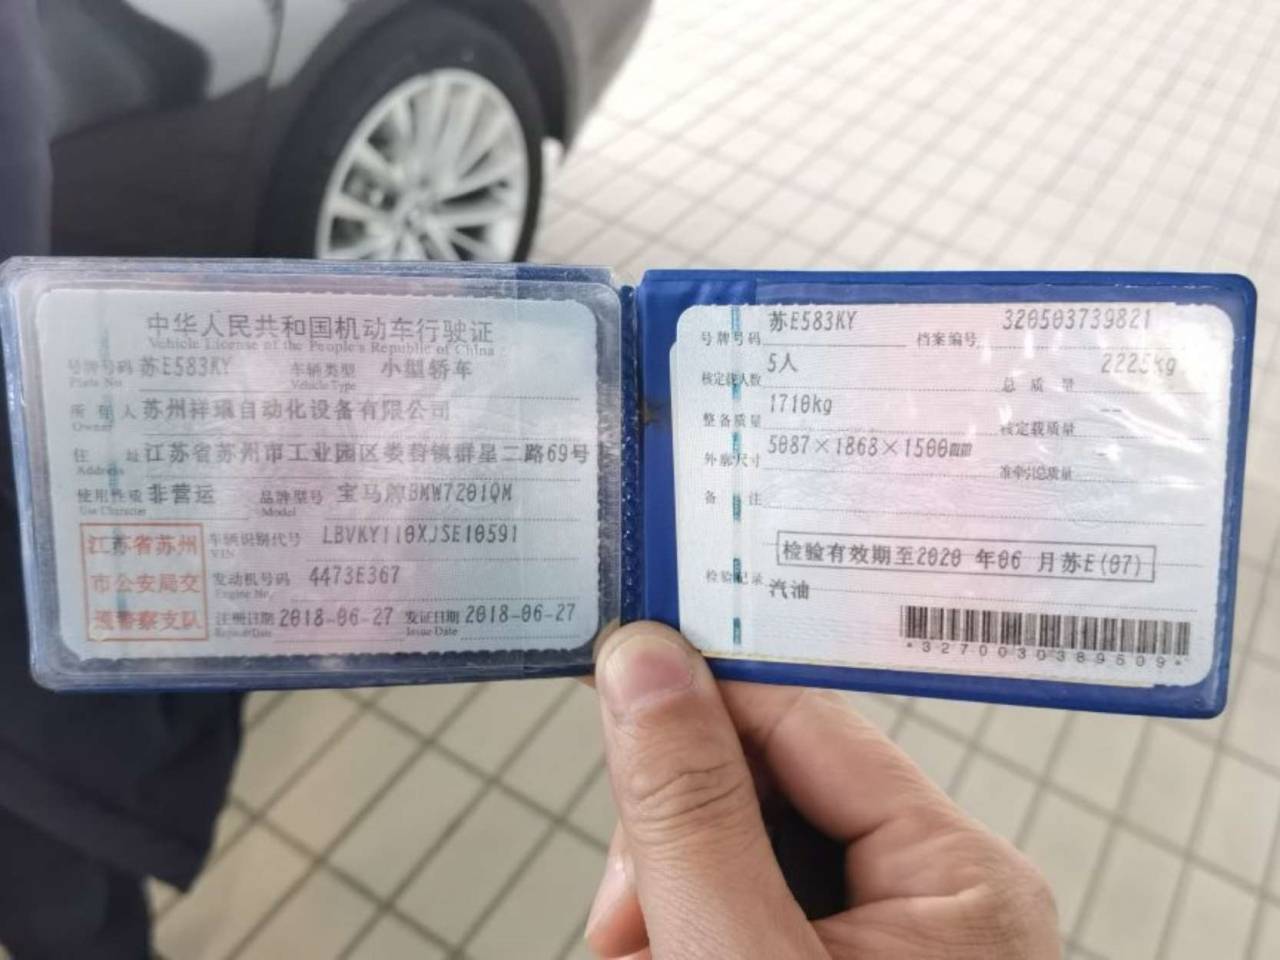 中华人民共和国机动车行驶证
Vehicle License of the People's Republic of China
号牌号码 苏E583KY 车辆类型 小型轿车
Plate No. Vehicle Type
所有人 苏州祥 自动化设备有限公司
Owner
住址 江苏省苏州市工业园区娄葑镇群星二路69号
Address
使用性质 非营运 品牌型号 宝马牌BMW7201QM
Use Character Model
车辆识别代号 LBVKY110XJSE10591
VIN
发动机号码 4473E367
Engine No.
注册日期 2018-06-27 发证日期 2018-06-27
Register Date Issue Date
江苏省苏州
市公安局交
通警察支队
号牌号码 苏E583KY 档案编号 320503739821
核定载人数 5人 总质量 2225kg
整备质量 1710kg 核定载质量 --
外廓尺寸 5087×1868×1500mm 准牵引总质量 --
备注
检验有效期至2020年06月苏E(07)
检验记录
汽油
*3270030389509*